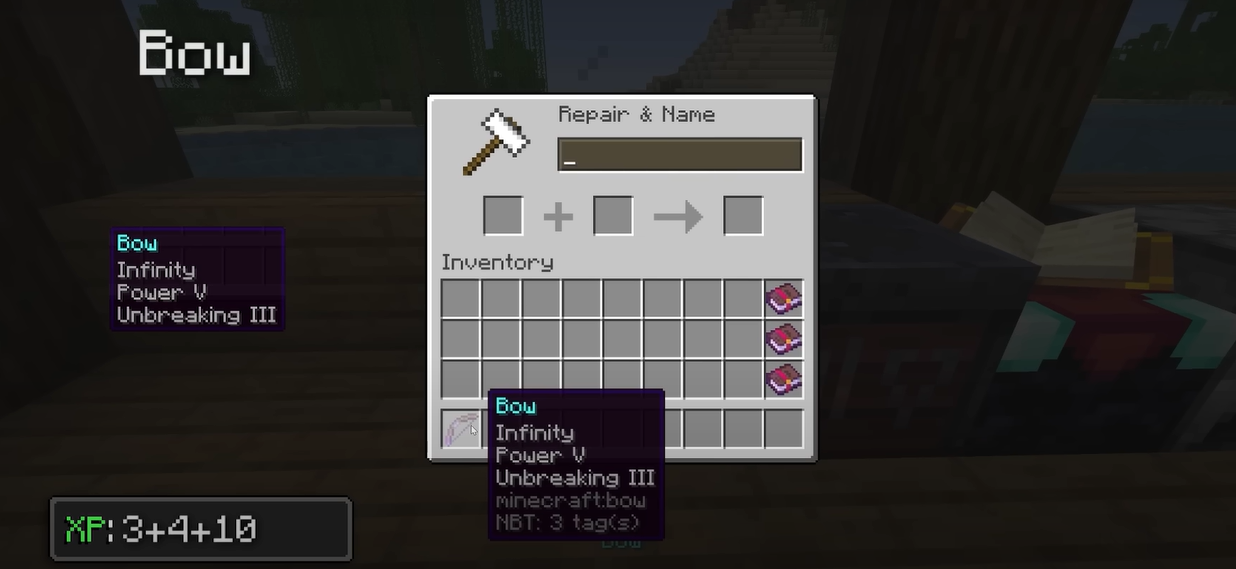 Bow
Repair & Name
_
Bow
Infinity
Power V
Unbreaking III
Inventory
Bow
Infinity
Power V
Unbreaking III
minecraft:bow
NBT: 3 tag(s)
Bow
XP:3+4+10